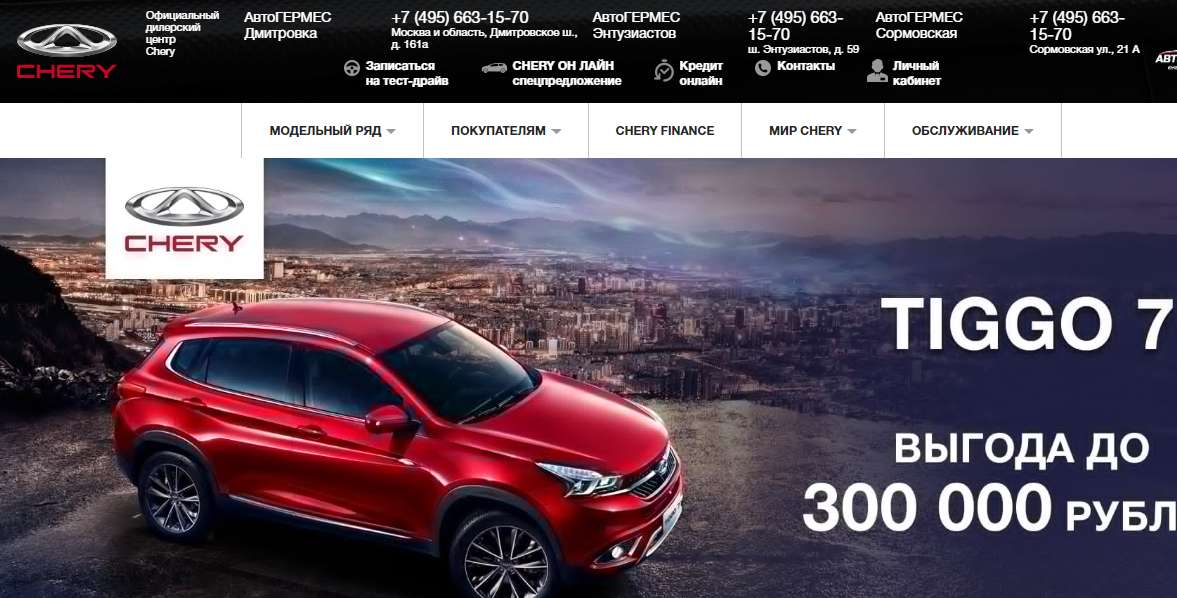 CHERY
Официальный
дилерский
центр
Chery
АвтоГЕРМЕС
Дмитровка
+7 (495) 663-15-70
Москва и область, Дмитровское ш.,
д. 161а
АвтоГЕРМЕС
Энтузиастов
+7 (495) 663-
15-70
ш. Энтузиастов, д. 59
АвтоГЕРМЕС
Сормовская
+7 (495) 663-
15-70
Сормовская ул., 21 А
Записаться
на тест-драйв
CHERY ОН ЛАЙН
спецпредложение
Кредит
онлайн
Контакты
Личный
кабинет
МОДЕЛЬНЫЙ РЯД
ПОКУПАТЕЛЯМ
CHERY FINANCE
МИР CHERY
ОБСЛУЖИВАНИЕ
CHERY
TIGGO 7
ВЫГОДА ДО
300 000 РУБЛ